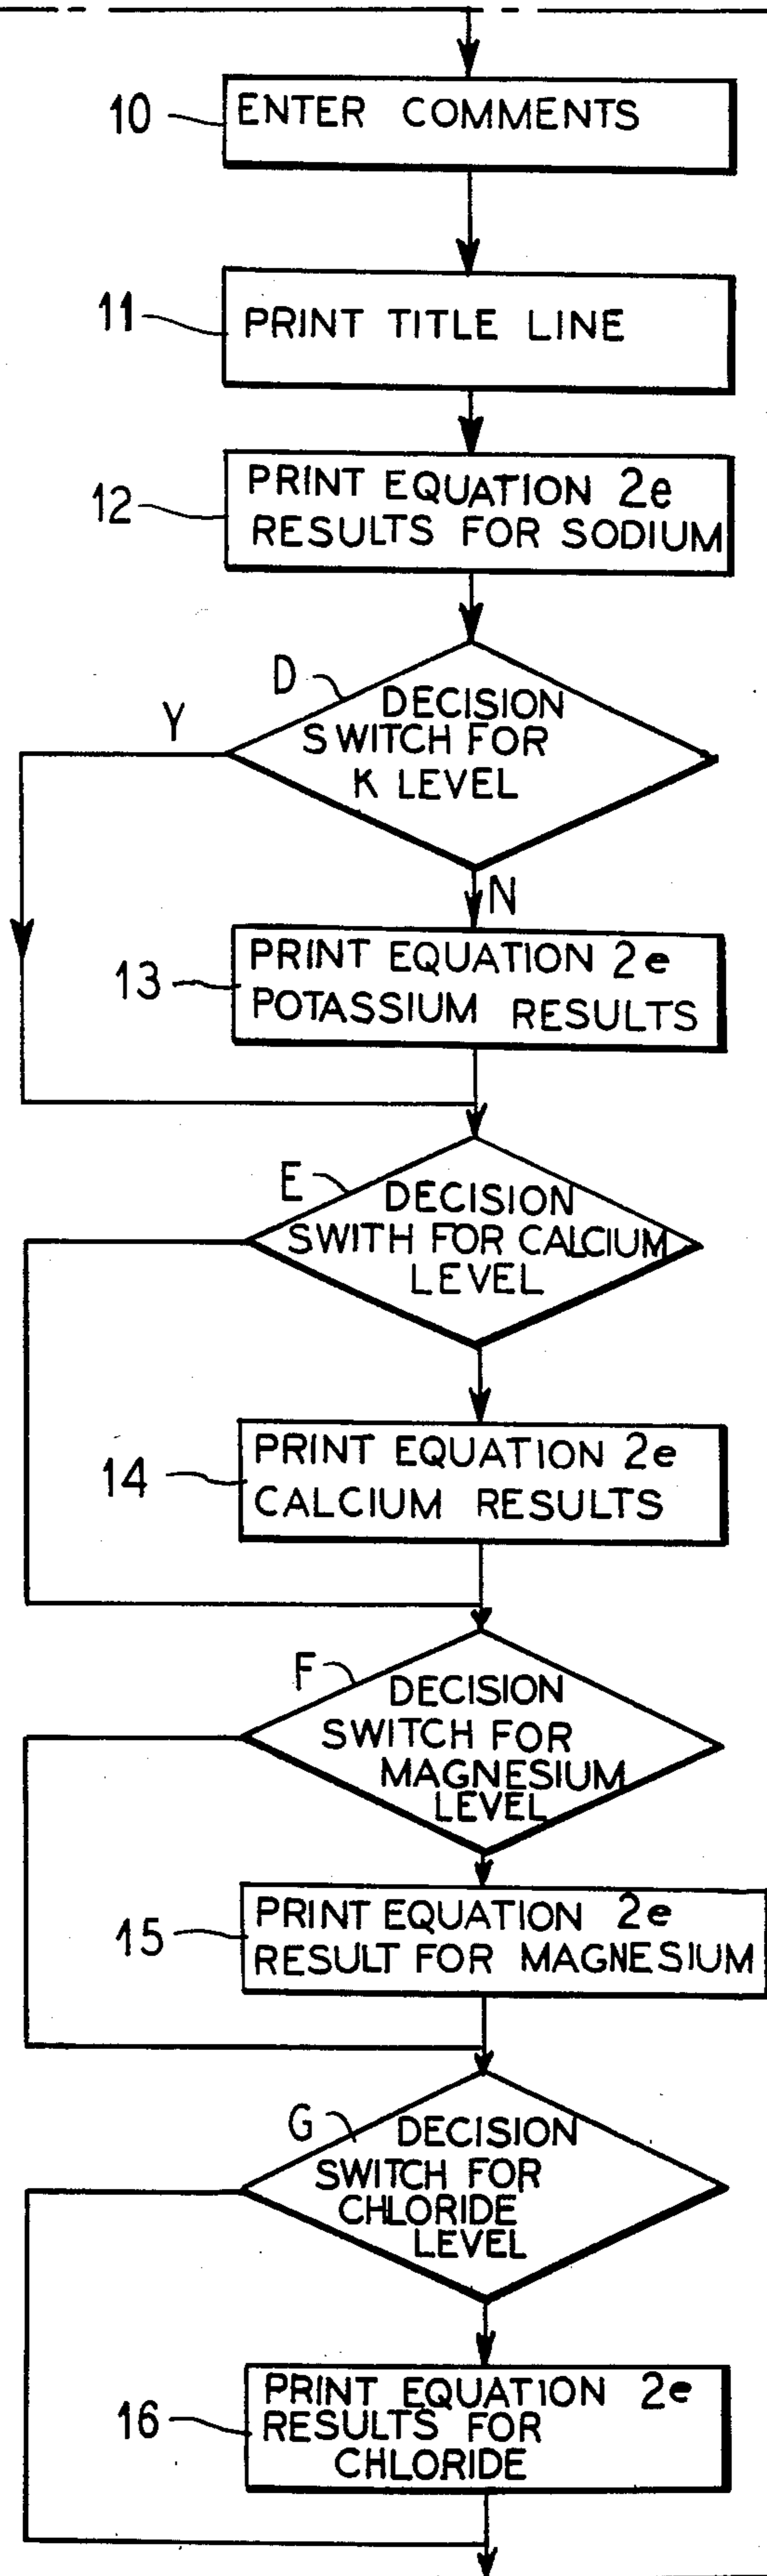 10
ENTER COMMENTS
11
PRINT TITLE LINE
12
PRINT EQUATION 2e
RESULTS FOR SODIUM
D
DECISION
SWITCH FOR
K LEVEL
Y
N
13
PRINT EQUATION 2e
POTASSIUM RESULTS
E
DECISION
SWITH FOR CALCIUM
LEVEL
14
PRINT EQUATION 2e
CALCIUM RESULTS
F
DECISION
SWITCH FOR
MAGNESIUM
LEVEL
15
PRINT EQUATION 2e
RESULT FOR MAGNESIUM
G
DECISION
SWITCH FOR
CHLORIDE
LEVEL
16
PRINT EQUATION 2e
RESULTS FOR
CHLORIDE